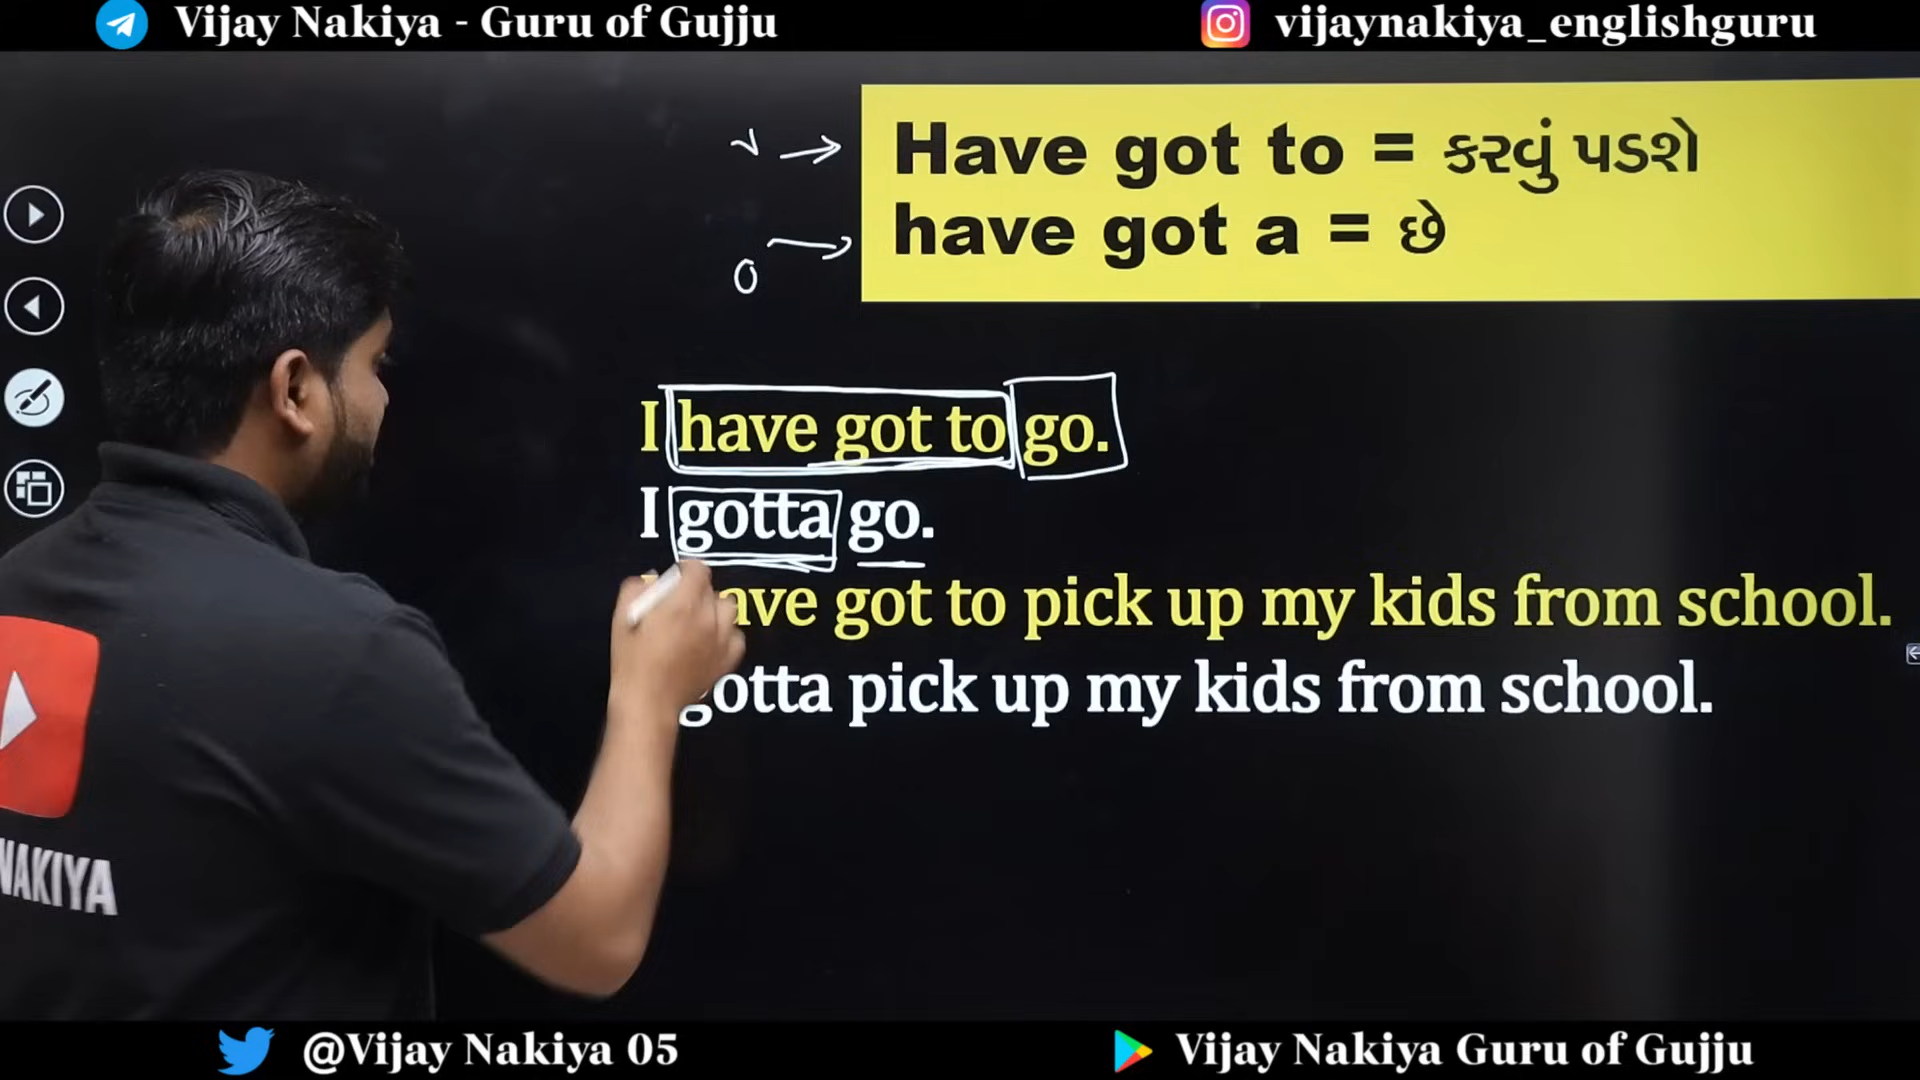 Vijay Nakiya - Guru of Gujju
vijaynakiya_englishguru
Have got to = કરવું પડશે
have got a = છે
I have got to go.
I gotta go.
have got to pick up my kids from school.
gotta pick up my kids from school.
NAKIYA
@Vijay Nakiya 05
Vijay Nakiya Guru of Gujju